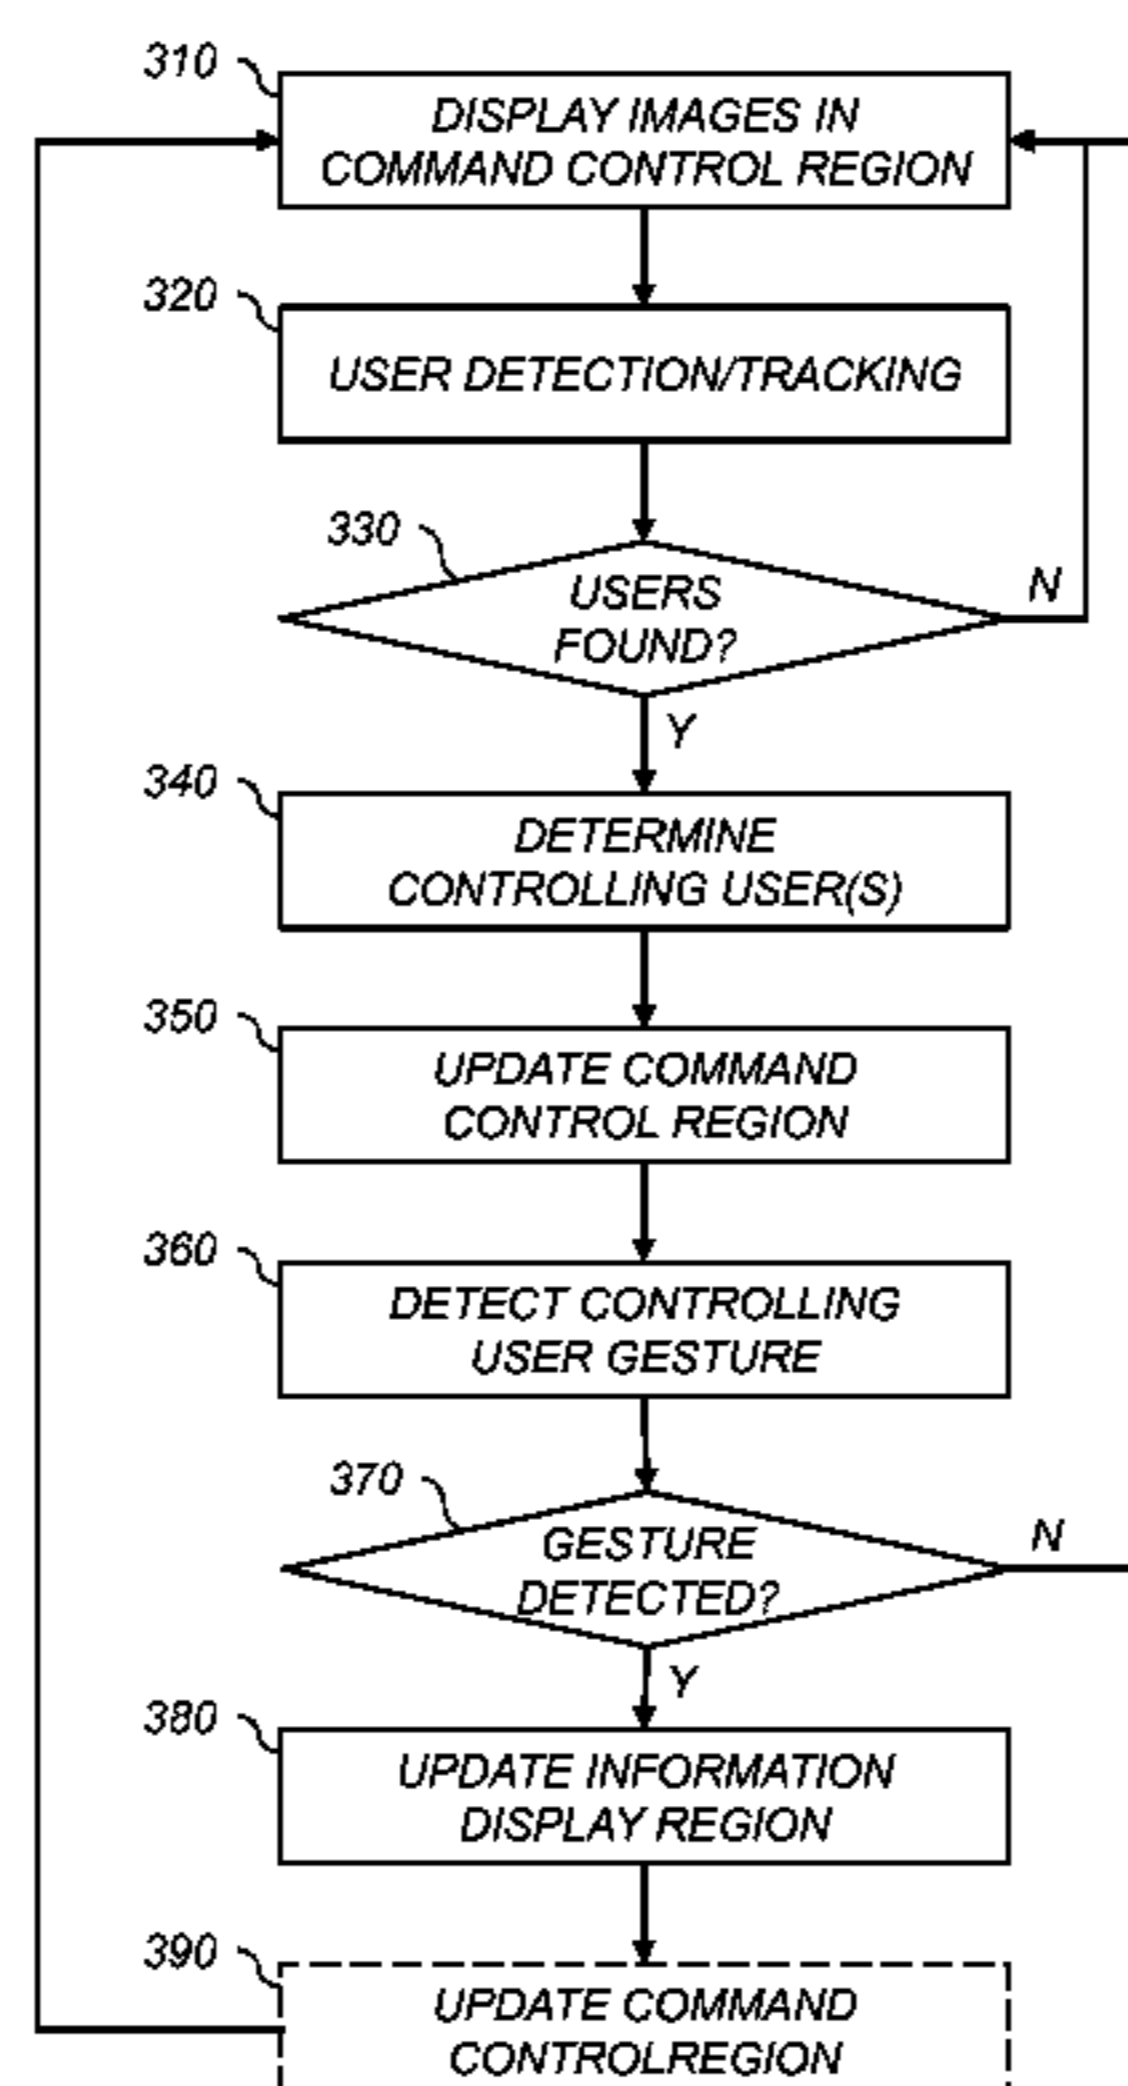 310
DISPLAY IMAGES IN
COMMAND CONTROL REGION
320
USER DETECTION/TRACKING
330
USERS
FOUND?
N
Y
340
DETERMINE
CONTROLLING USER(S)
350
UPDATE COMMAND
CONTROL REGION
360
DETECT CONTROLLING
USER GESTURE
370
GESTURE
DETECTED?
N
Y
380
UPDATE INFORMATION
DISPLAY REGION
390
UPDATE COMMAND
CONTROLREGION